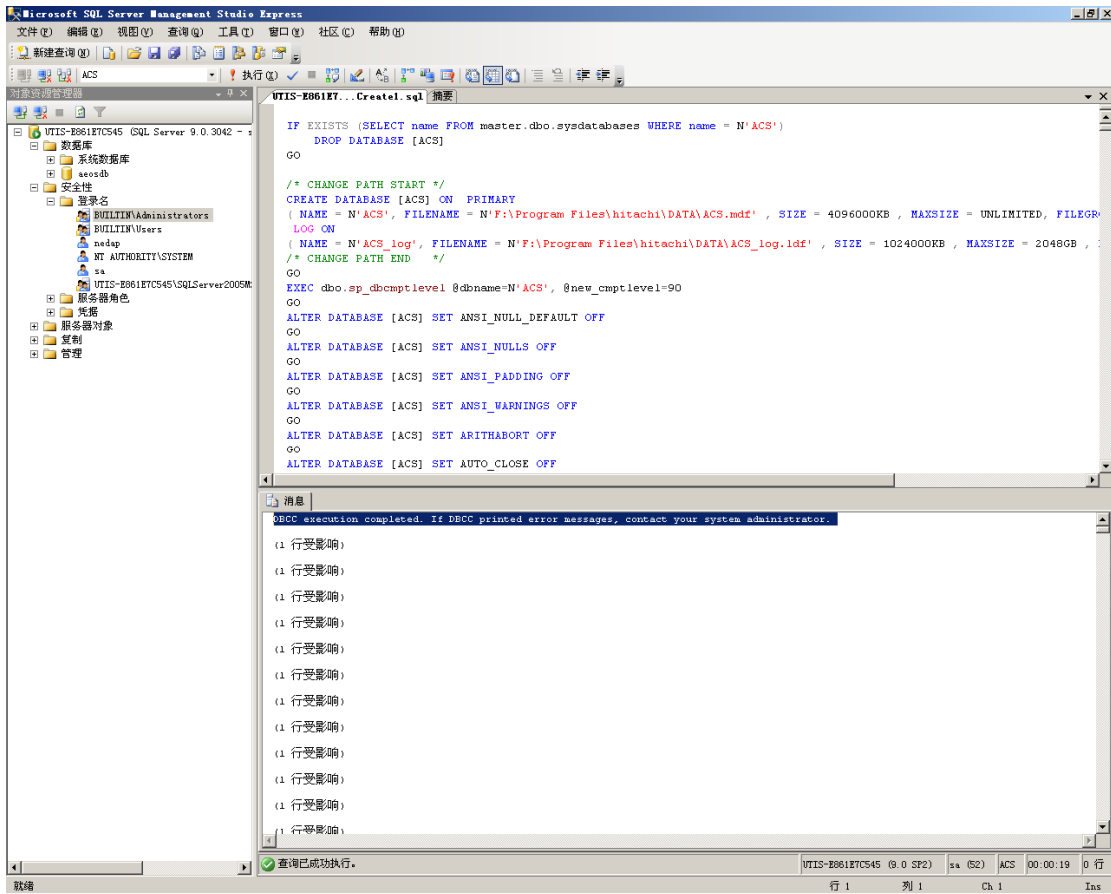 Microsoft SQL Server Management Studio Express
文件(F) 编辑(E) 视图(V) 查询(Q) 工具(T) 窗口(W) 社区(C) 帮助(H)
新建查询(N)
ACS 执行(X)
对象资源管理器
UTIS-E861E7C545 (SQL Server 9.0.3042 - s
数据库
系统数据库
aeosdb
安全性
登录名
BUILTIN\Administrators
BUILTIN\Users
nedap
NT AUTHORITY\SYSTEM
sa
UTIS-E861E7C545\SQLServer2005M
服务器角色
凭据
服务器对象
复制
管理
UTIS-E861E7...Create1.sql 摘要
IF EXISTS (SELECT name FROM master.dbo.sysdatabases WHERE name = N'ACS')
DROP DATABASE [ACS]
GO
/* CHANGE PATH START */
CREATE DATABASE [ACS] ON PRIMARY
( NAME = N'ACS', FILENAME = N'F:\Program Files\hitachi\DATA\ACS.mdf' , SIZE = 4096000KB , MAXSIZE = UNLIMITED, FILEGR
LOG ON
( NAME = N'ACS_log', FILENAME = N'F:\Program Files\hitachi\DATA\ACS_log.ldf' , SIZE = 1024000KB , MAXSIZE = 2048GB ,
/* CHANGE PATH END */
GO
EXEC dbo.sp_dbcmptlevel @dbname=N'ACS', @new_cmptlevel=90
GO
ALTER DATABASE [ACS] SET ANSI_NULL_DEFAULT OFF
GO
ALTER DATABASE [ACS] SET ANSI_NULLS OFF
GO
ALTER DATABASE [ACS] SET ANSI_PADDING OFF
GO
ALTER DATABASE [ACS] SET ANSI_WARNINGS OFF
GO
ALTER DATABASE [ACS] SET ARITHABORT OFF
GO
ALTER DATABASE [ACS] SET AUTO_CLOSE OFF
消息
DBCC execution completed. If DBCC printed error messages, contact your system administrator.
(1 行受影响)
(1 行受影响)
(1 行受影响)
(1 行受影响)
(1 行受影响)
(1 行受影响)
(1 行受影响)
(1 行受影响)
(1 行受影响)
(1 行受影响)
(1 行受影响)
(1 行受影响)
查询已成功执行。 UTIS-E861E7C545 (9.0 SP2) sa (52) ACS 00:00:19 0 行
就绪 行 1 列 1 Ch 1 Ins